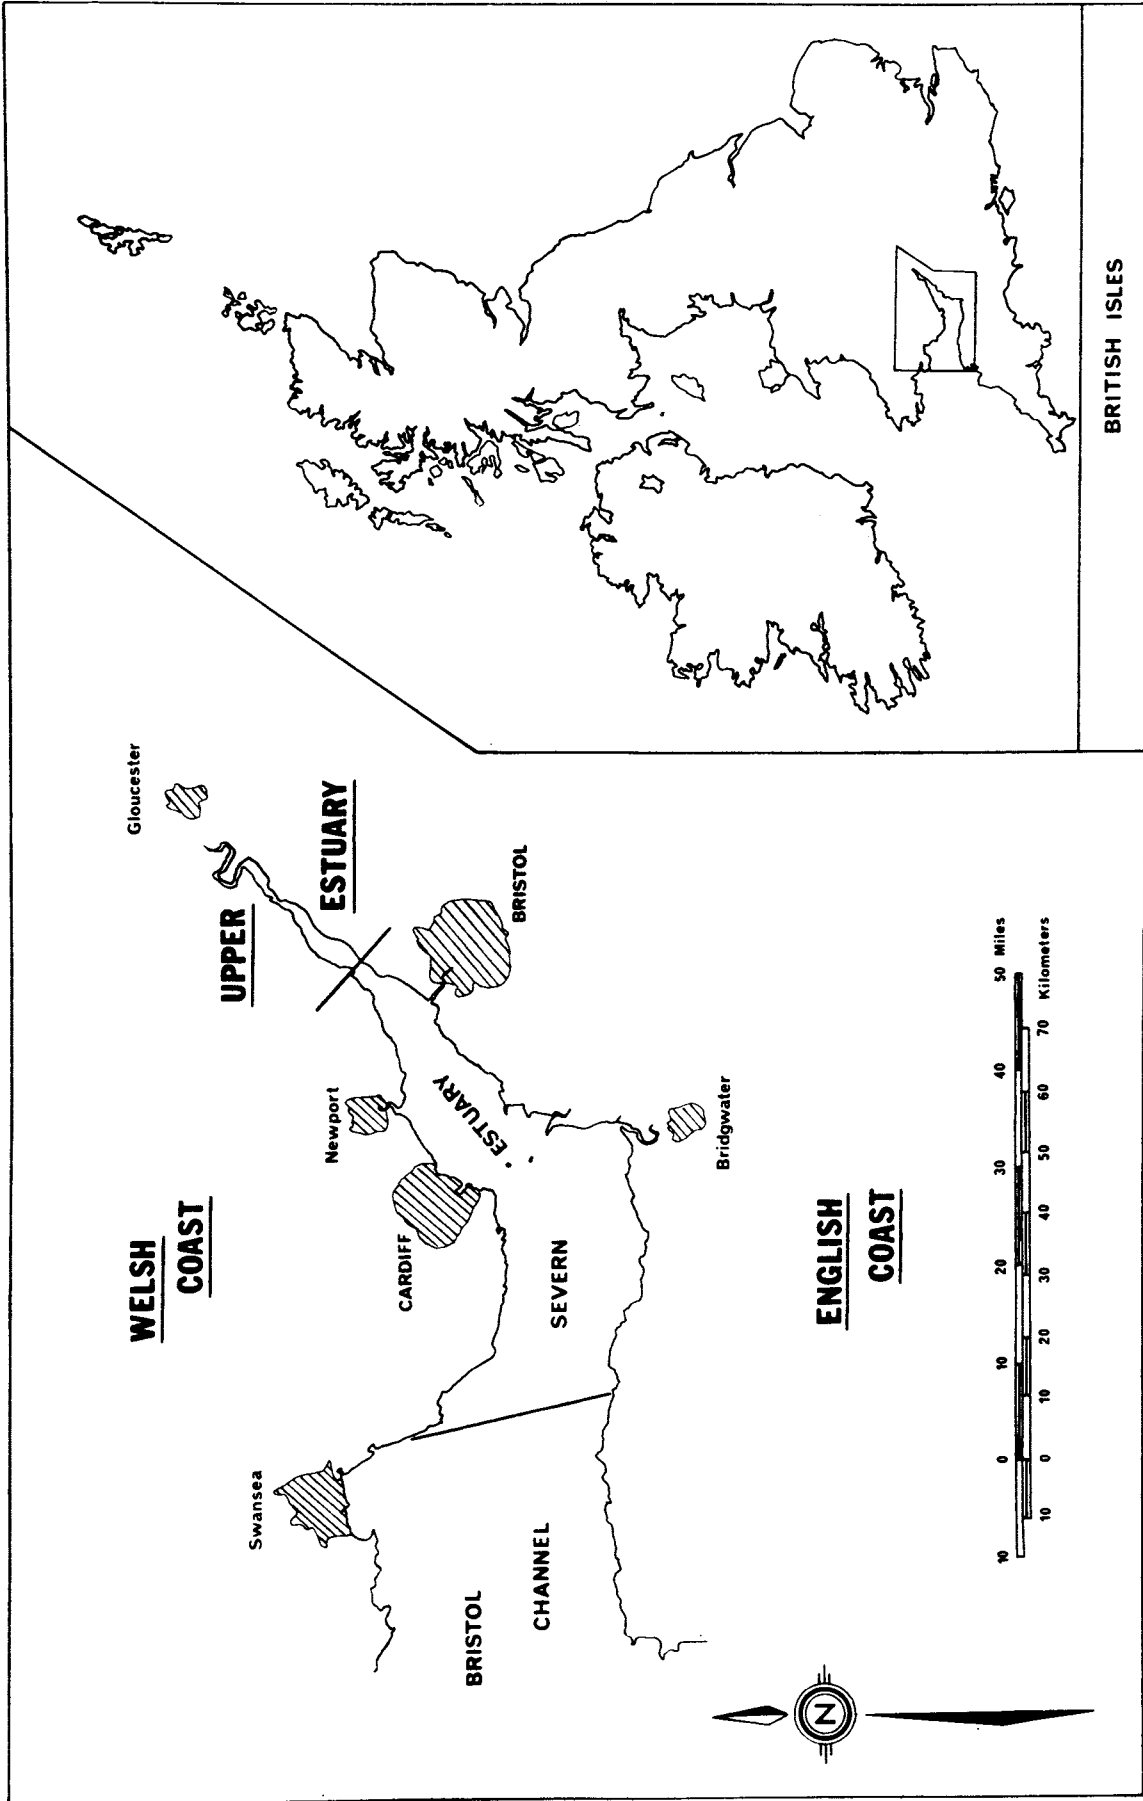 WELSH
COAST
Gloucester
UPPER
ESTUARY
Swansea
Newport
CARDIFF
BRISTOL
ESTUARY
SEVERN
BRISTOL
CHANNEL
Bridgwater
ENGLISH
COAST
N
10 0 10 20 30 40 50 Miles
10 0 10 20 30 40 50 60 70 Kilometers
BRITISH ISLES